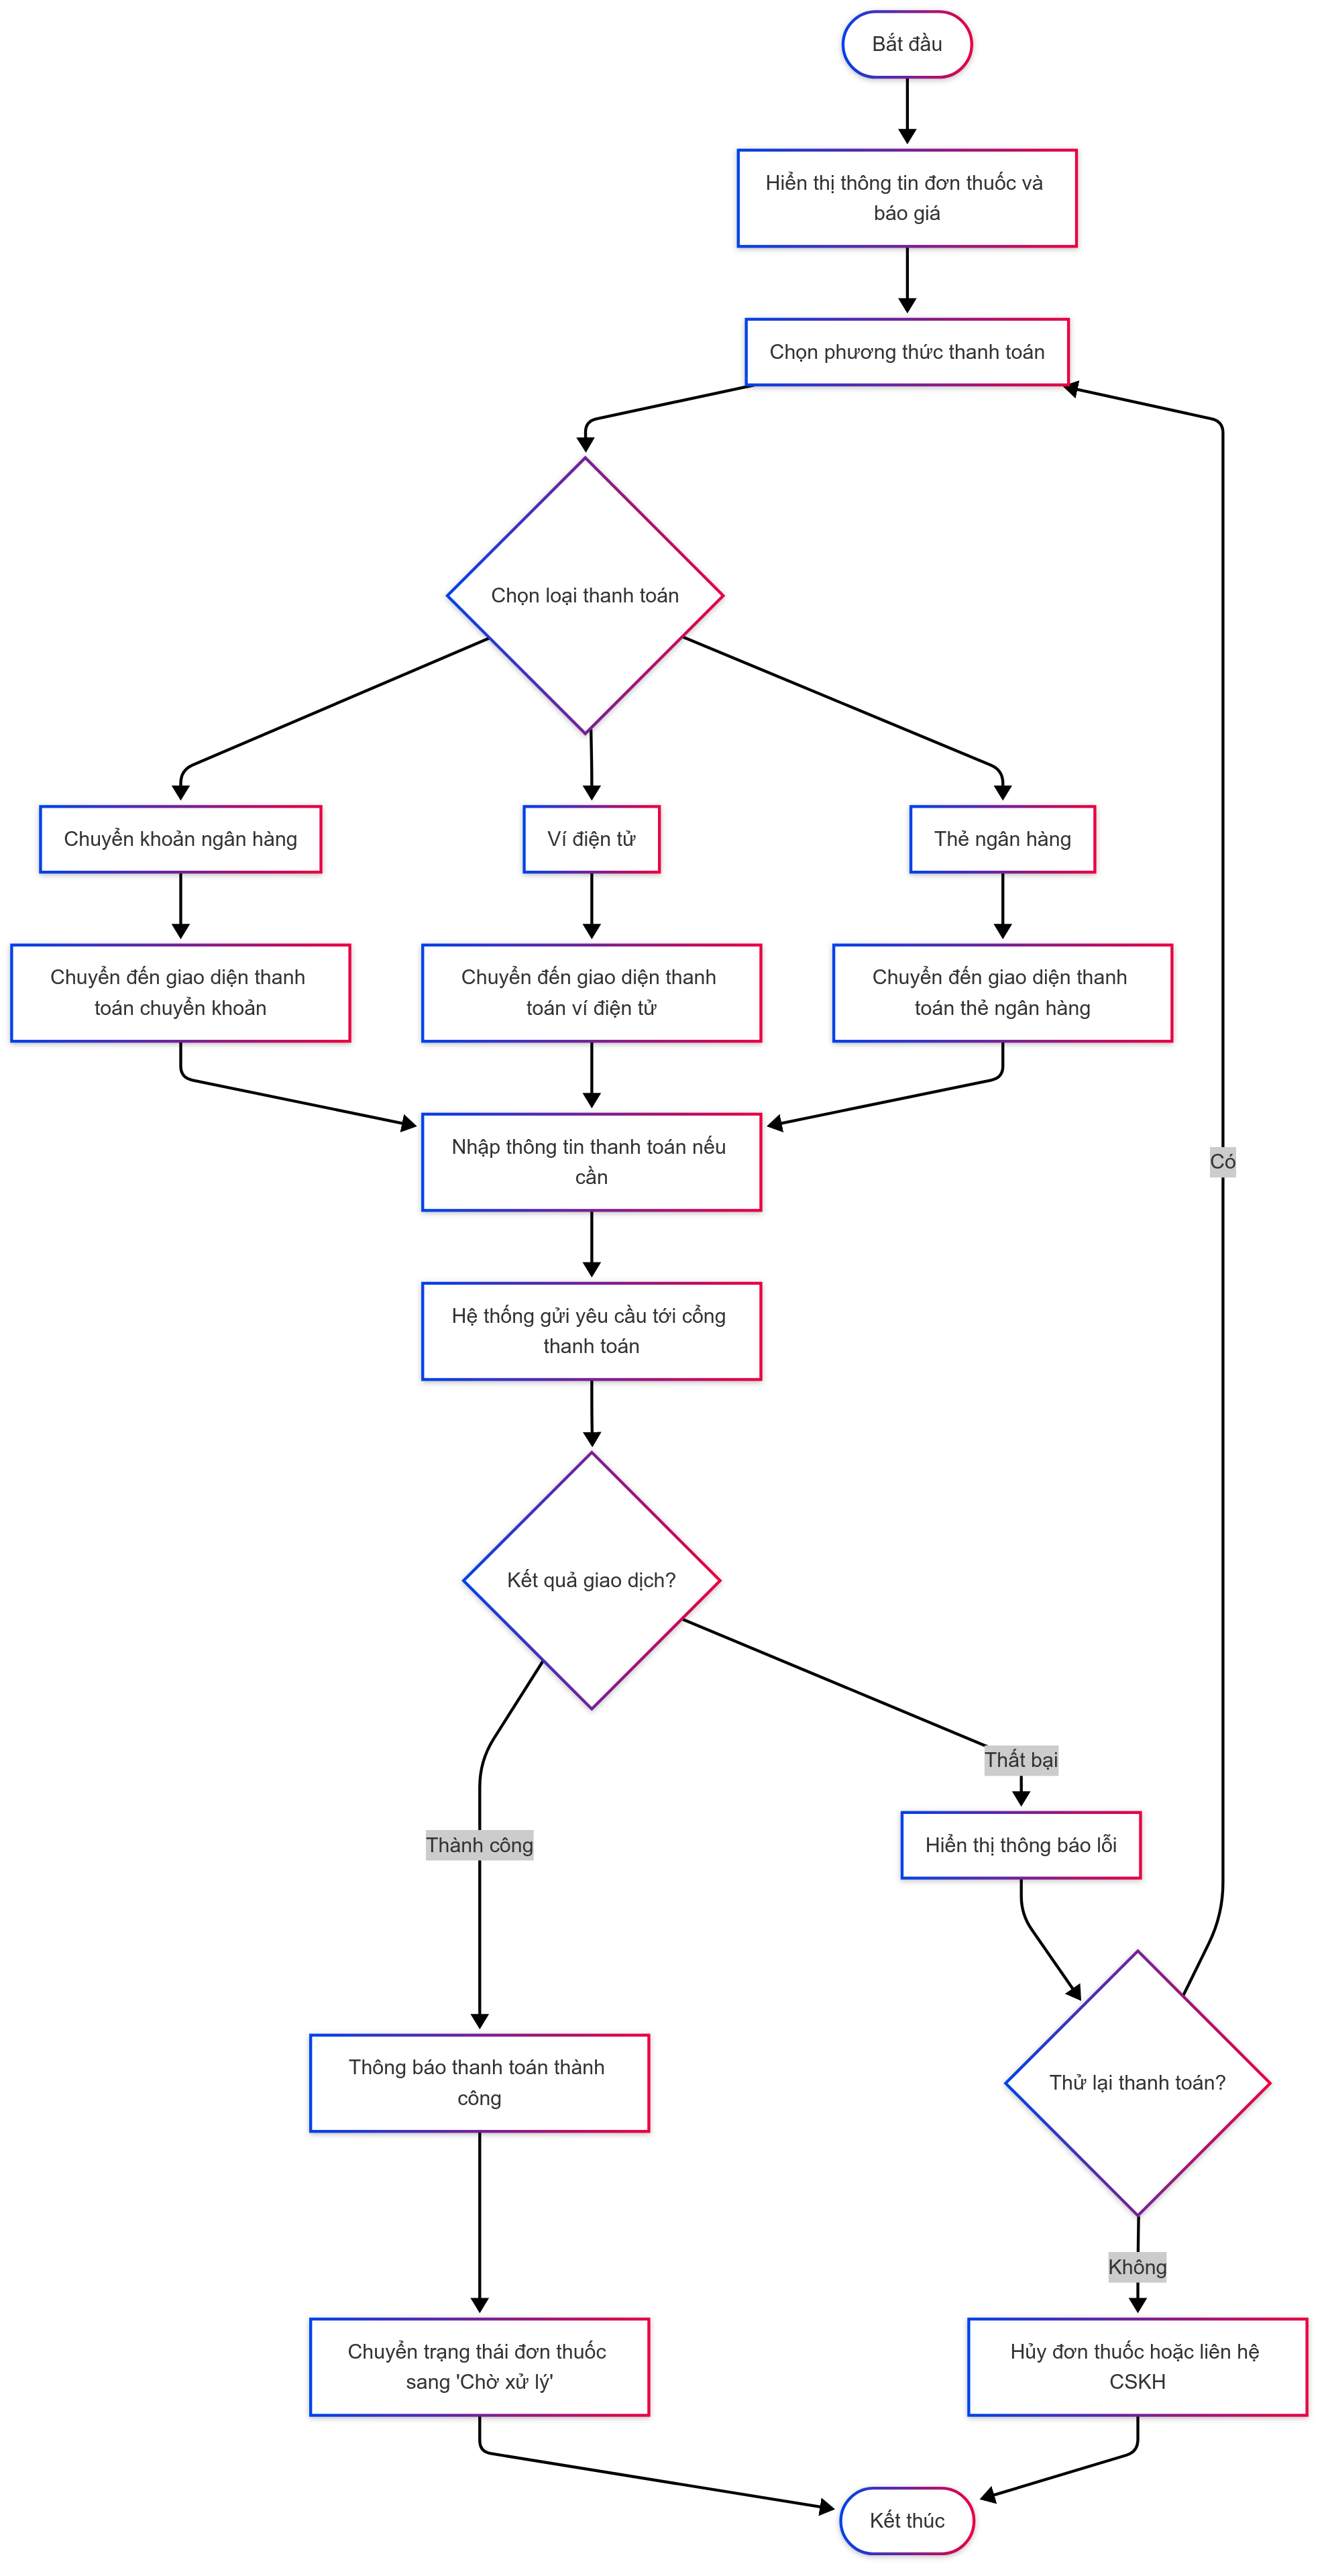 Bắt đầu
Hiển thị thông tin đơn thuốc và
báo giá
Chọn phương thức thanh toán
Chọn loại thanh toán
Chuyển khoản ngân hàng
Ví điện tử
Thẻ ngân hàng
Chuyển đến giao diện thanh
toán chuyển khoản
Chuyển đến giao diện thanh
toán ví điện tử
Chuyển đến giao diện thanh
toán thẻ ngân hàng
Nhập thông tin thanh toán nếu
cần
Có
Hệ thống gửi yêu cầu tới cổng
thanh toán
Kết quả giao dịch?
Thất bại
Thành công
Hiển thị thông báo lỗi
Thông báo thanh toán thành
công
Thử lại thanh toán?
Không
Chuyển trạng thái đơn thuốc
sang 'Chờ xử lý'
Hủy đơn thuốc hoặc liên hệ
CSKH
Kết thúc